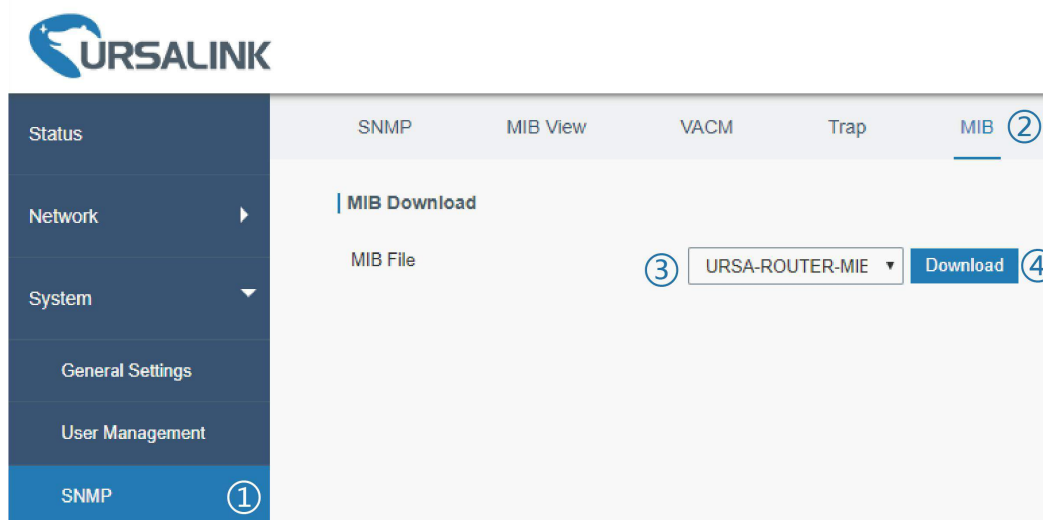 URSALINK
Status
Network
System
General Settings
User Management
SNMP ①
SNMP MIB View VACM Trap MIB ②
MIB Download
MIB File ③ URSA-ROUTER-MIE Download ④